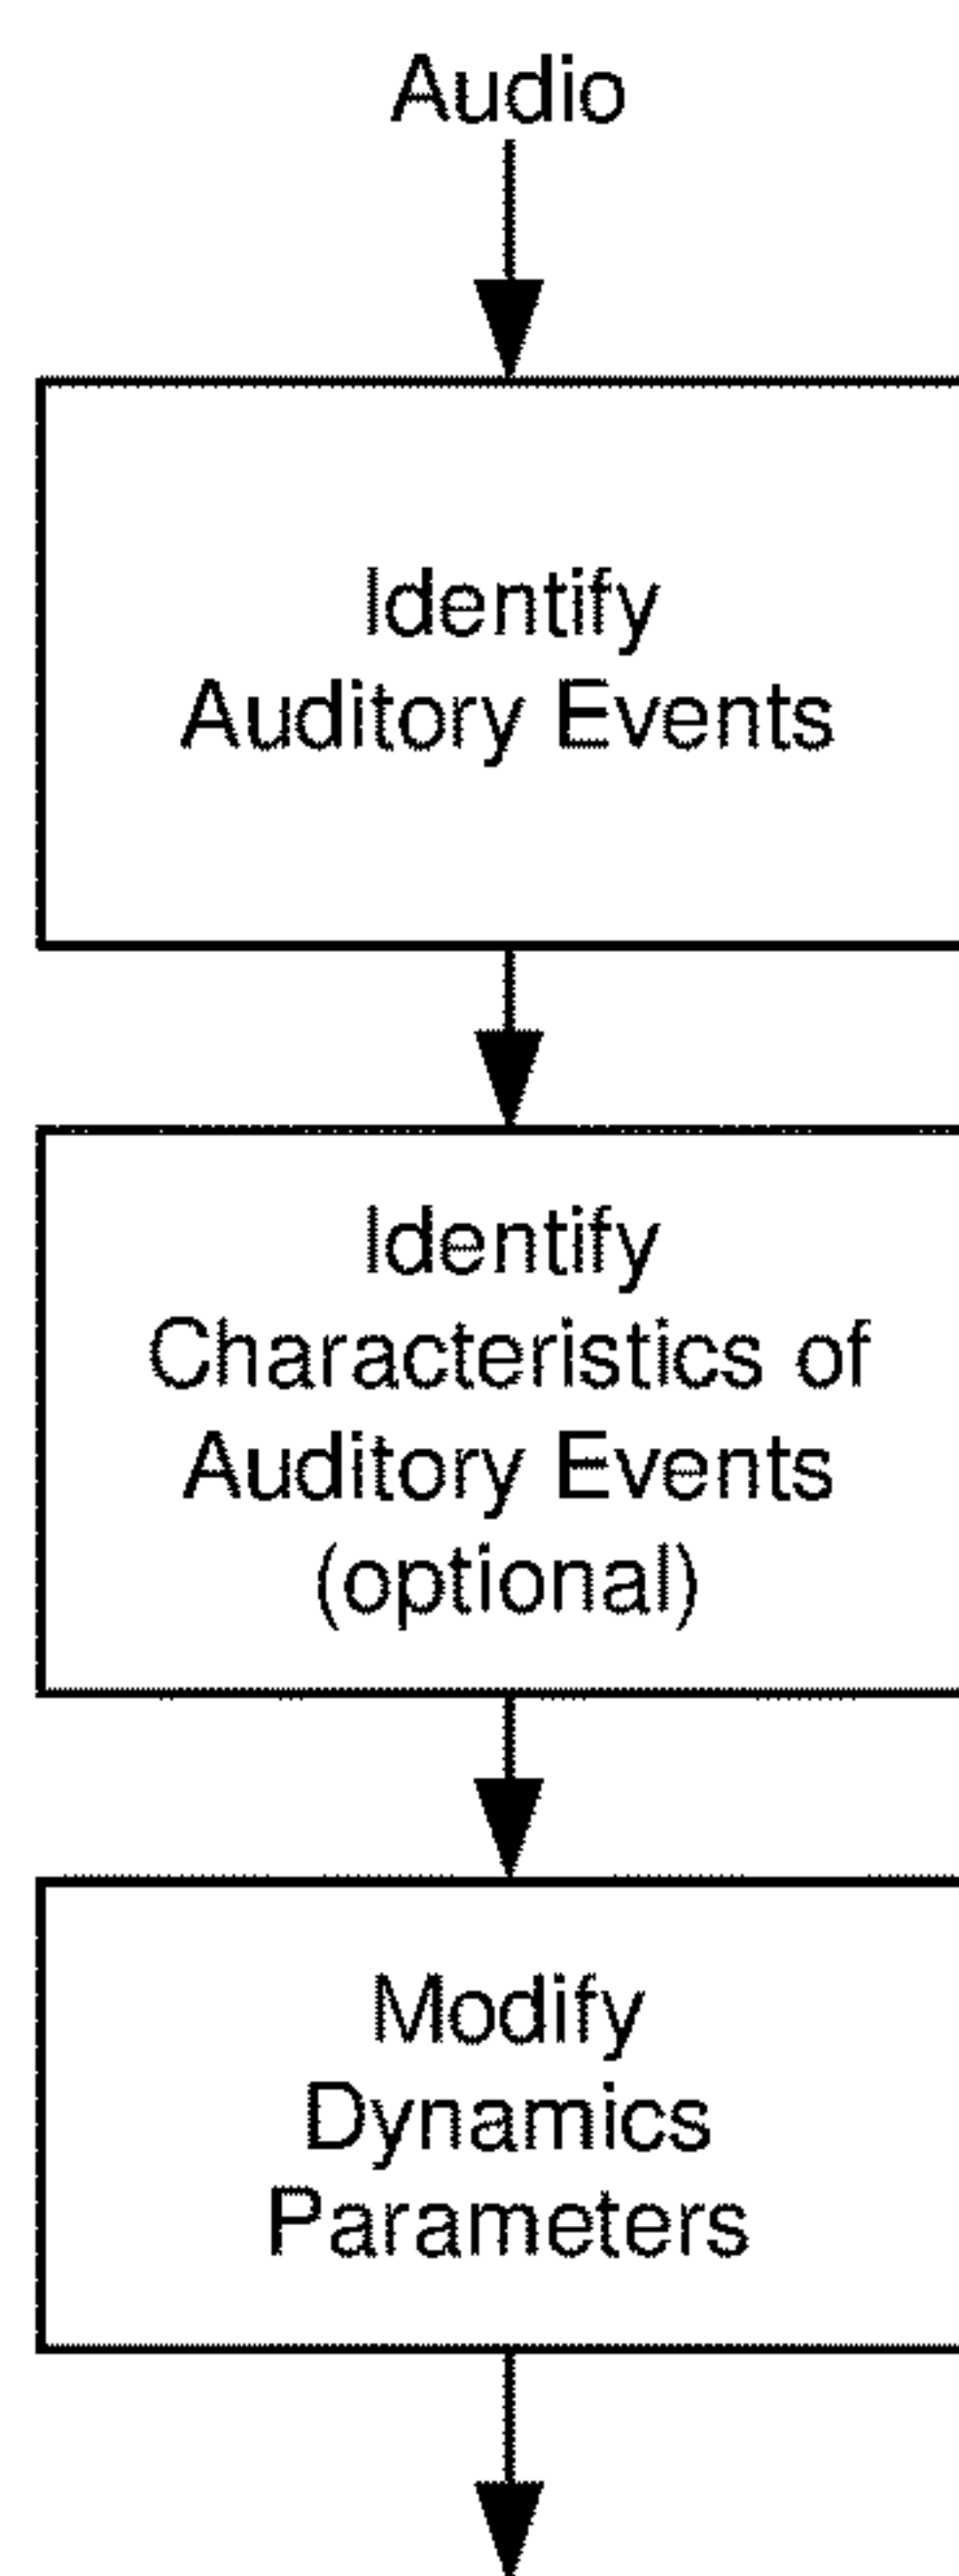 Audio
Identify
Auditory Events
Identify
Characteristics of
Auditory Events
(optional)
Modify
Dynamics
Parameters